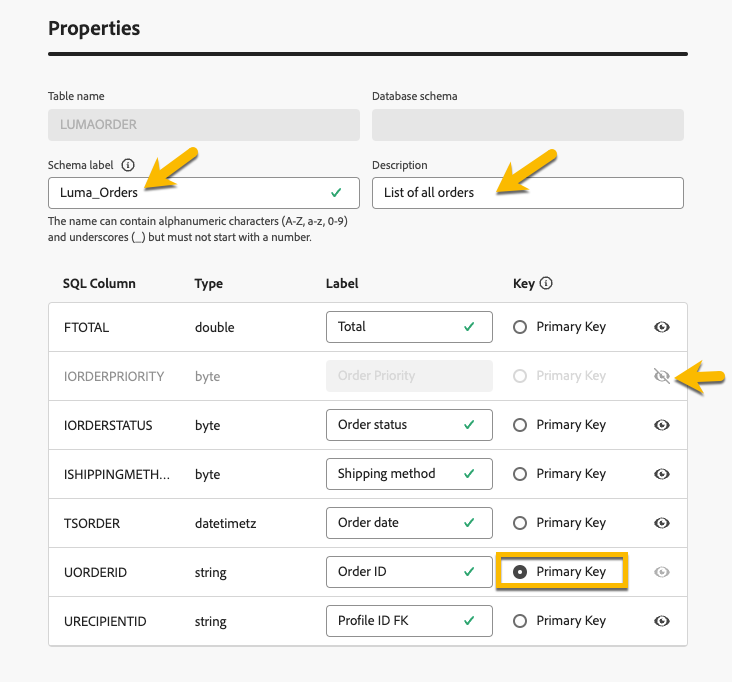 Properties
Table name Database schema
LUMAORDER
Schema label Description
Luma_Orders List of all orders
The name can contain alphanumeric characters (A-Z, a-z, 0-9)
and underscores (_) but must not start with a number.
SQL Column Type Label Key
FTOTAL double Total Primary Key
IORDERPRIORITY byte Order Priority Primary Key
IORDERSTATUS byte Order status Primary Key
ISHIPPINGMETH... byte Shipping method Primary Key
TSORDER datetimetz Order date Primary Key
UORDERID string Order ID Primary Key
URECIPIENTID string Profile ID FK Primary Key